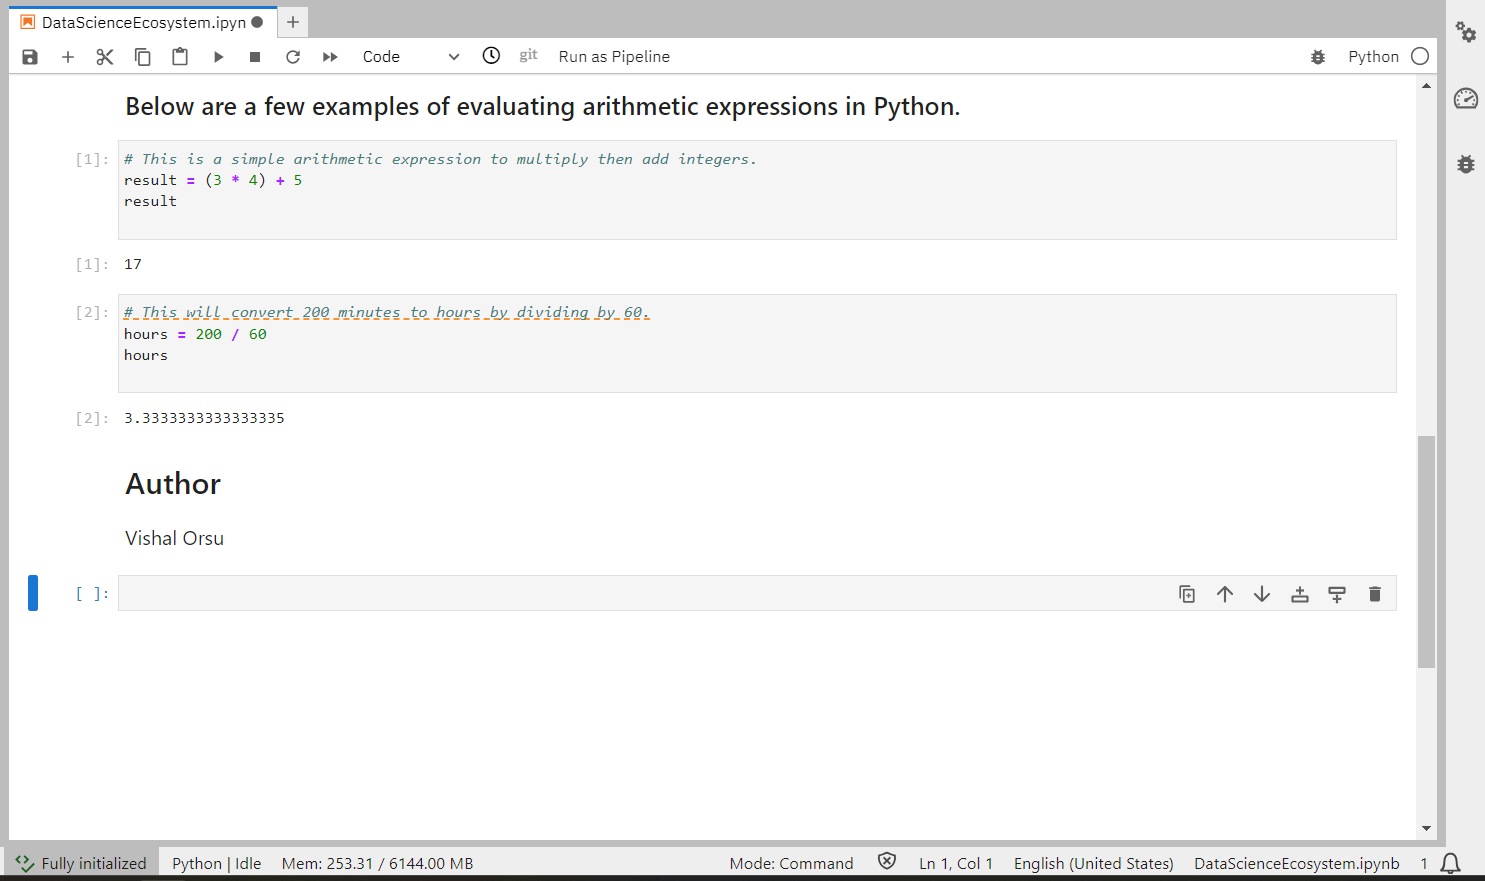 DataScienceEcosystem.ipyn
Code
git
Run as Pipeline
Python
Below are a few examples of evaluating arithmetic expressions in Python.
[1]:
# This is a simple arithmetic expression to multiply then add integers.
result = (3 * 4) + 5
result
[1]:
17
[2]:
# This will convert 200 minutes to hours by dividing by 60.
hours = 200 / 60
hours
[2]:
3.3333333333333335
Author
Vishal Orsu
[ ]:
Fully initialized
Python | Idle
Mem: 253.31 / 6144.00 MB
Mode: Command
Ln 1, Col 1
English (United States)
DataScienceEcosystem.ipynb
1